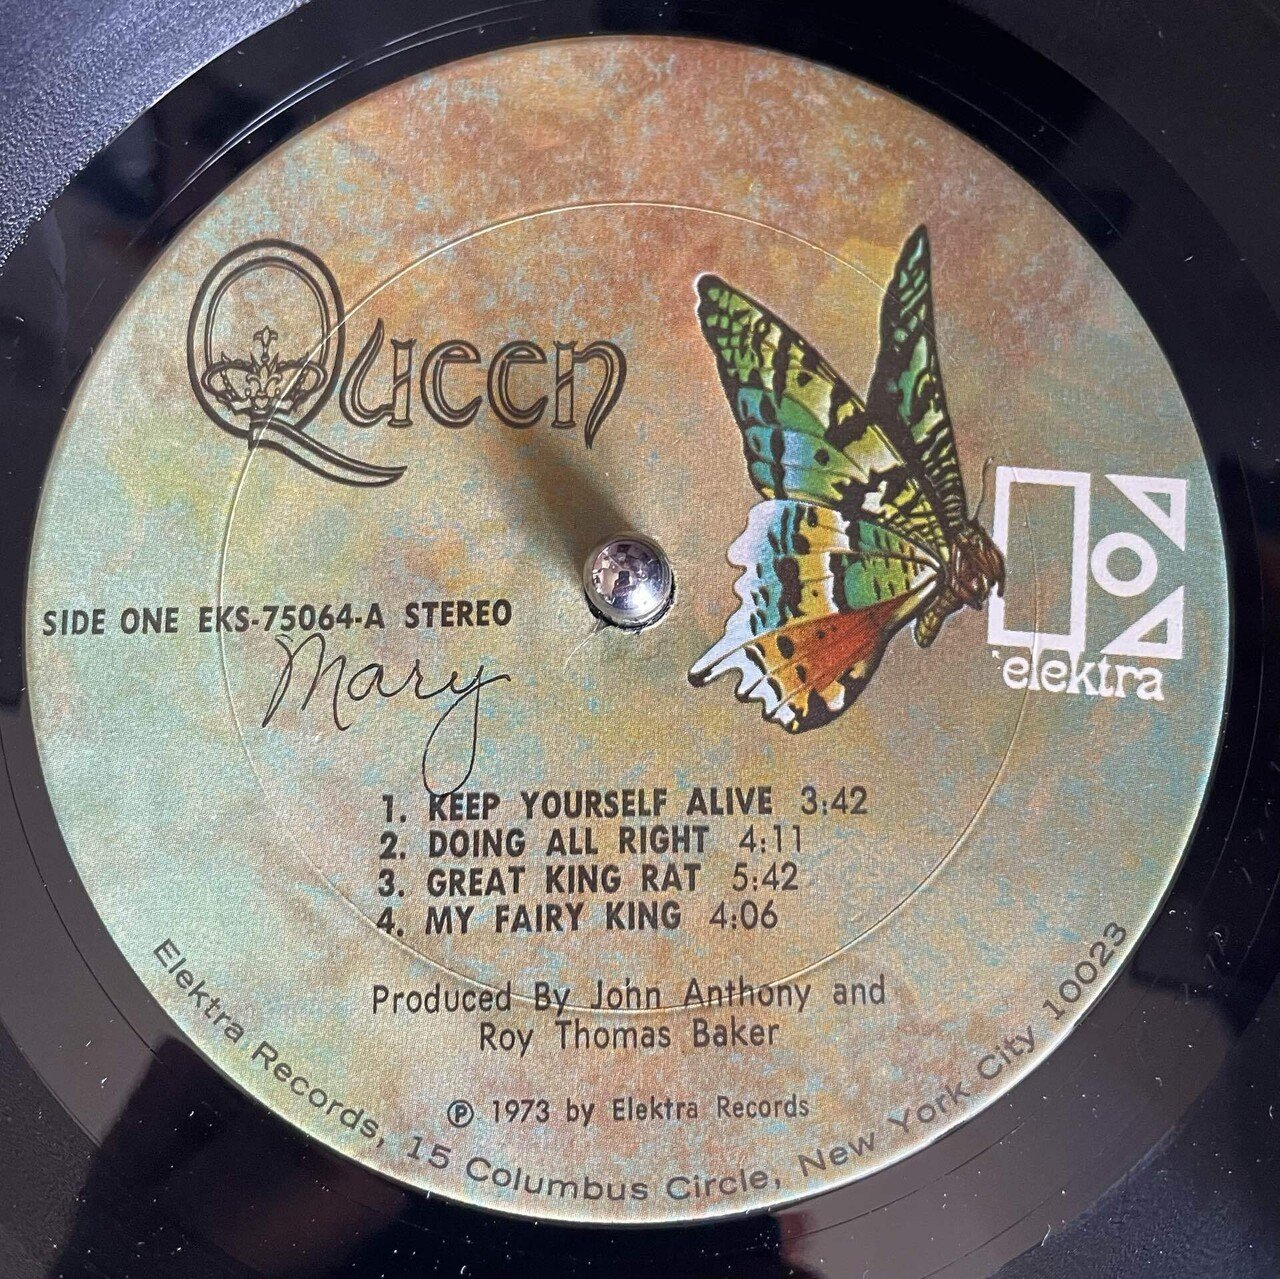 Queen
SIDE ONE EKS-75064-A STEREO
Mary
elektra
1. KEEP YOURSELF ALIVE 3:42
2. DOING ALL RIGHT 4:11
3. GREAT KING RAT 5:42
4. MY FAIRY KING 4:06
Produced By John Anthony and
Roy Thomas Baker
℗ 1973 by Elektra Records
Elektra Records, 15 Columbus Circle, New York City 10023